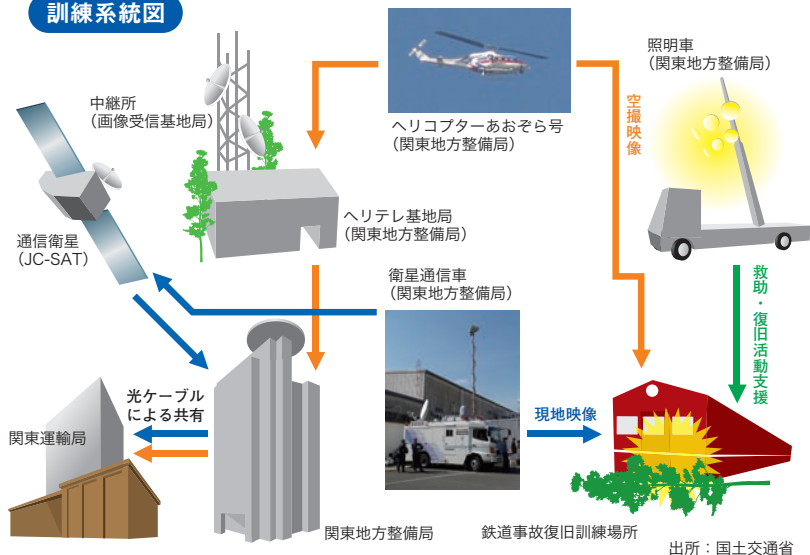 訓練系統図
中継所
（画像受信基地局）
ヘリコプターあおぞら号
（関東地方整備局）
照明車
（関東地方整備局）
空撮映像
通信衛星
（JC-SAT）
ヘリテレ基地局
（関東地方整備局）
衛星通信車
（関東地方整備局）
救助・復旧活動支援
光ケーブル
による共有
関東運輸局
現地映像
関東地方整備局
鉄道事故復旧訓練場所
出所：国土交通省